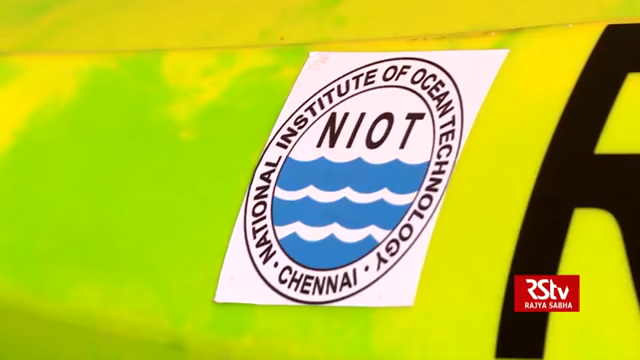 NATIONAL INSTITUTE OF OCEAN TECHNOLOGY
NIOT
· CHENNAI ·
RStv
RAJYA SABHA